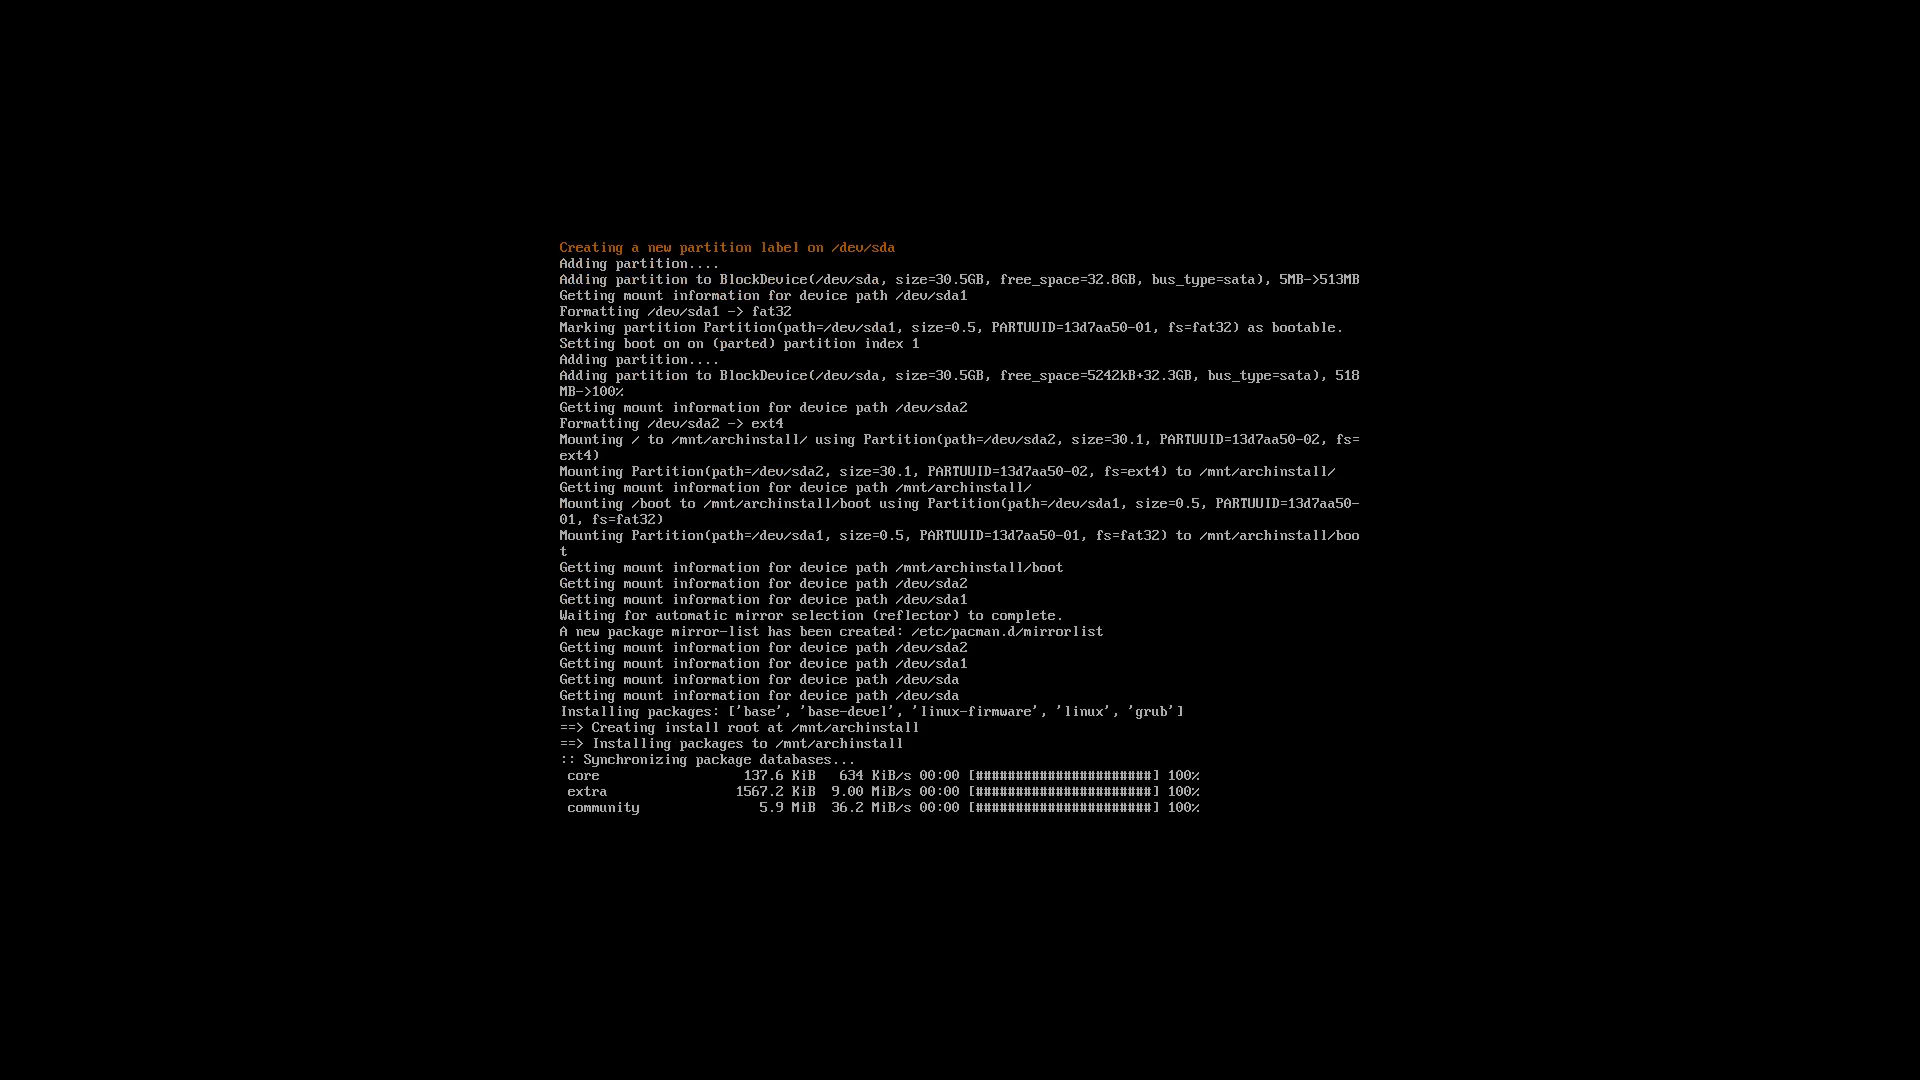 Creating a new partition label on /dev/sda
Adding partition....
Adding partition to BlockDevice(/dev/sda, size=30.5GB, free_space=32.8GB, bus_type=sata), 5MB->513MB
Getting mount information for device path /dev/sda1
Formatting /dev/sda1 -> fat32
Marking partition Partition(path=/dev/sda1, size=0.5, PARTUUID=13d7aa50-01, fs=fat32) as bootable.
Setting boot on on (parted) partition index 1
Adding partition....
Adding partition to BlockDevice(/dev/sda, size=30.5GB, free_space=5242kB+32.3GB, bus_type=sata), 518
MB->100%
Getting mount information for device path /dev/sda2
Formatting /dev/sda2 -> ext4
Mounting / to /mnt/archinstall/ using Partition(path=/dev/sda2, size=30.1, PARTUUID=13d7aa50-02, fs=
ext4)
Mounting Partition(path=/dev/sda2, size=30.1, PARTUUID=13d7aa50-02, fs=ext4) to /mnt/archinstall/
Getting mount information for device path /mnt/archinstall/
Mounting /boot to /mnt/archinstall/boot using Partition(path=/dev/sda1, size=0.5, PARTUUID=13d7aa50-
01, fs=fat32)
Mounting Partition(path=/dev/sda1, size=0.5, PARTUUID=13d7aa50-01, fs=fat32) to /mnt/archinstall/boo
t
Getting mount information for device path /mnt/archinstall/boot
Getting mount information for device path /dev/sda2
Getting mount information for device path /dev/sda1
Waiting for automatic mirror selection (reflector) to complete.
A new package mirror-list has been created: /etc/pacman.d/mirrorlist
Getting mount information for device path /dev/sda2
Getting mount information for device path /dev/sda1
Getting mount information for device path /dev/sda
Getting mount information for device path /dev/sda
Installing packages: ['base', 'base-devel', 'linux-firmware', 'linux', 'grub']
==> Creating install root at /mnt/archinstall
==> Installing packages to /mnt/archinstall
:: Synchronizing package databases...
core 137.6 KiB 634 KiB/s 00:00 [######################] 100%
extra 1567.2 KiB 9.00 MiB/s 00:00 [######################] 100%
community 5.9 MiB 36.2 MiB/s 00:00 [######################] 100%